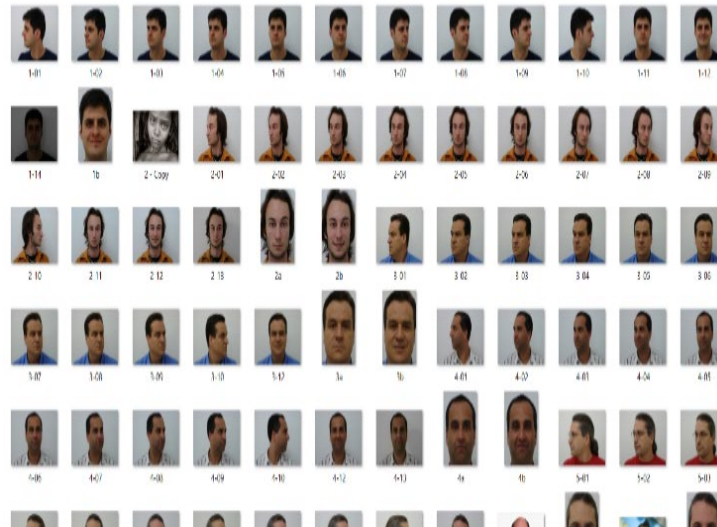 1-01 1-02 1-03 1-04 1-05 1-06 1-07 1-08 1-09 1-10 1-11 1-12
1-14 1b 2 - Copy 2-01 2-02 2-03 2-04 2-05 2-06 2-07 2-08 2-09
2-10 2-11 2-12 2-13 2a 2b 3-01 3-02 3-03 3-04 3-05 3-06
3-07 3-08 3-09 3-10 3-12 3a 3b 4-01 4-02 4-03 4-04 4-05
4-06 4-07 4-08 4-09 4-10 4-12 4-13 4a 4b 5-01 5-02 5-03